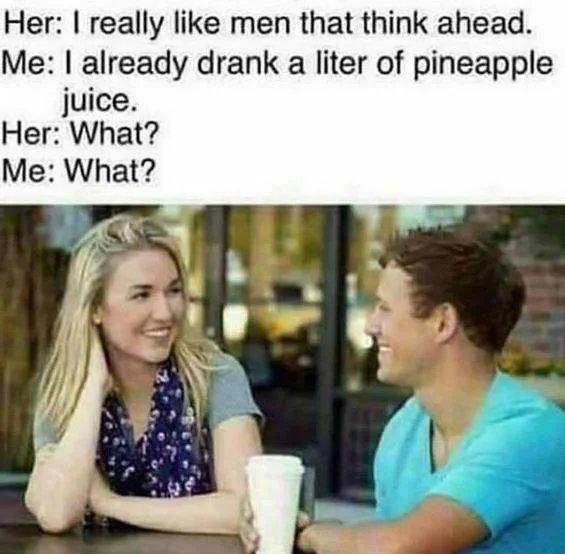 Her: I really like men that think ahead.
Me: I already drank a liter of pineapple
juice.
Her: What?
Me: What?